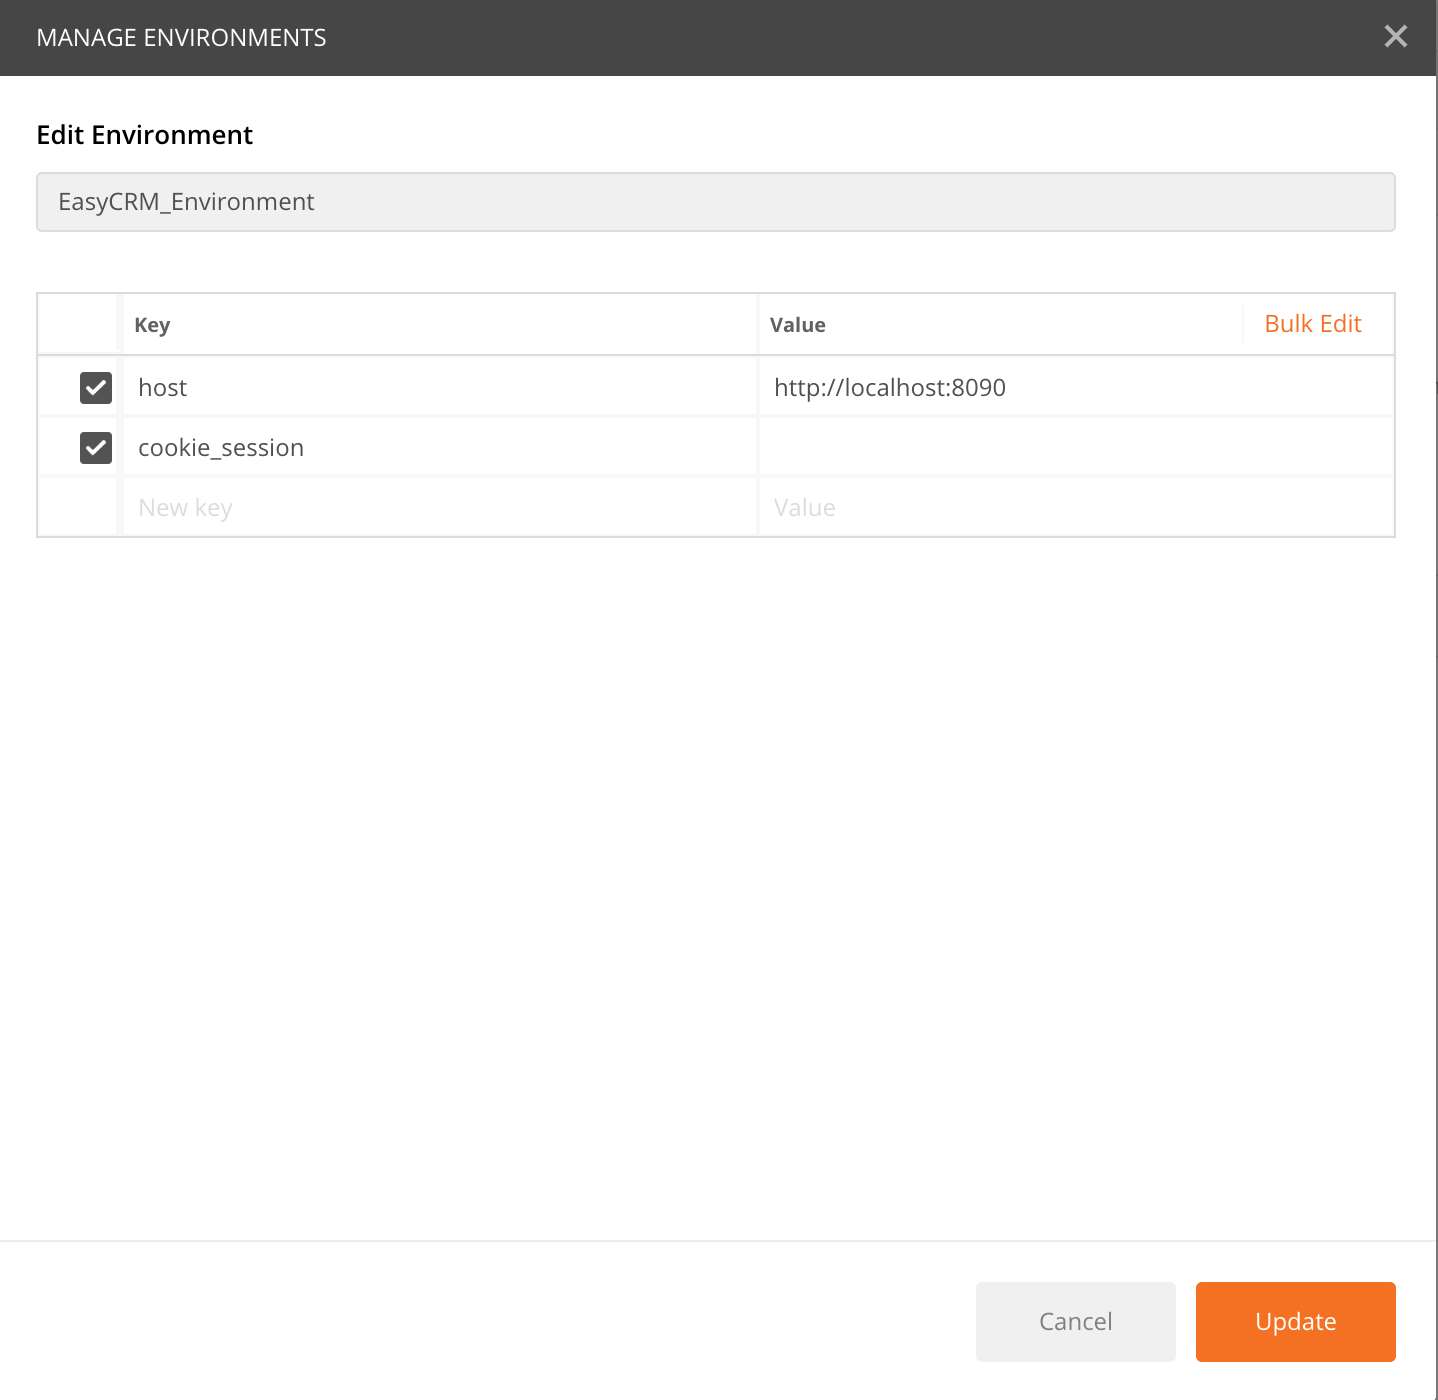 MANAGE ENVIRONMENTS
Edit Environment
EasyCRM_Environment
Key Value Bulk Edit
host http://localhost:8090
cookie_session
New key Value
Cancel Update